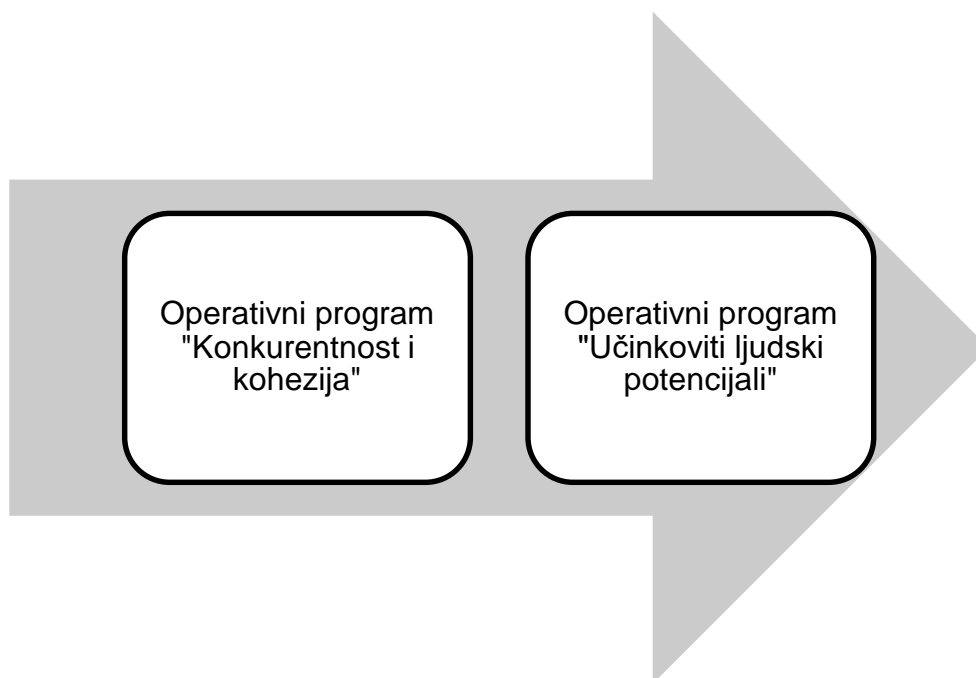 Operativni program
"Konkurentnost i
kohezija"
Operativni program
"Učinkoviti ljudski
potencijali"